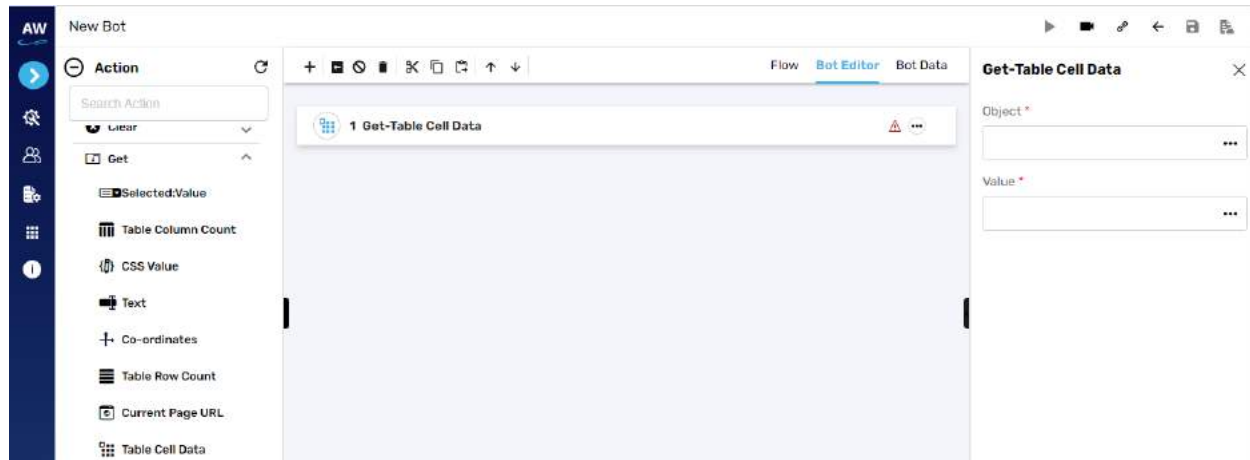 AW
New Bot
Action
Search Action
Clear
Get
Selected:Value
Table Column Count
CSS Value
Text
Co-ordinates
Table Row Count
Current Page URL
Table Cell Data
Flow Bot Editor Bot Data
1 Get-Table Cell Data
Get-Table Cell Data
Object *
Value *